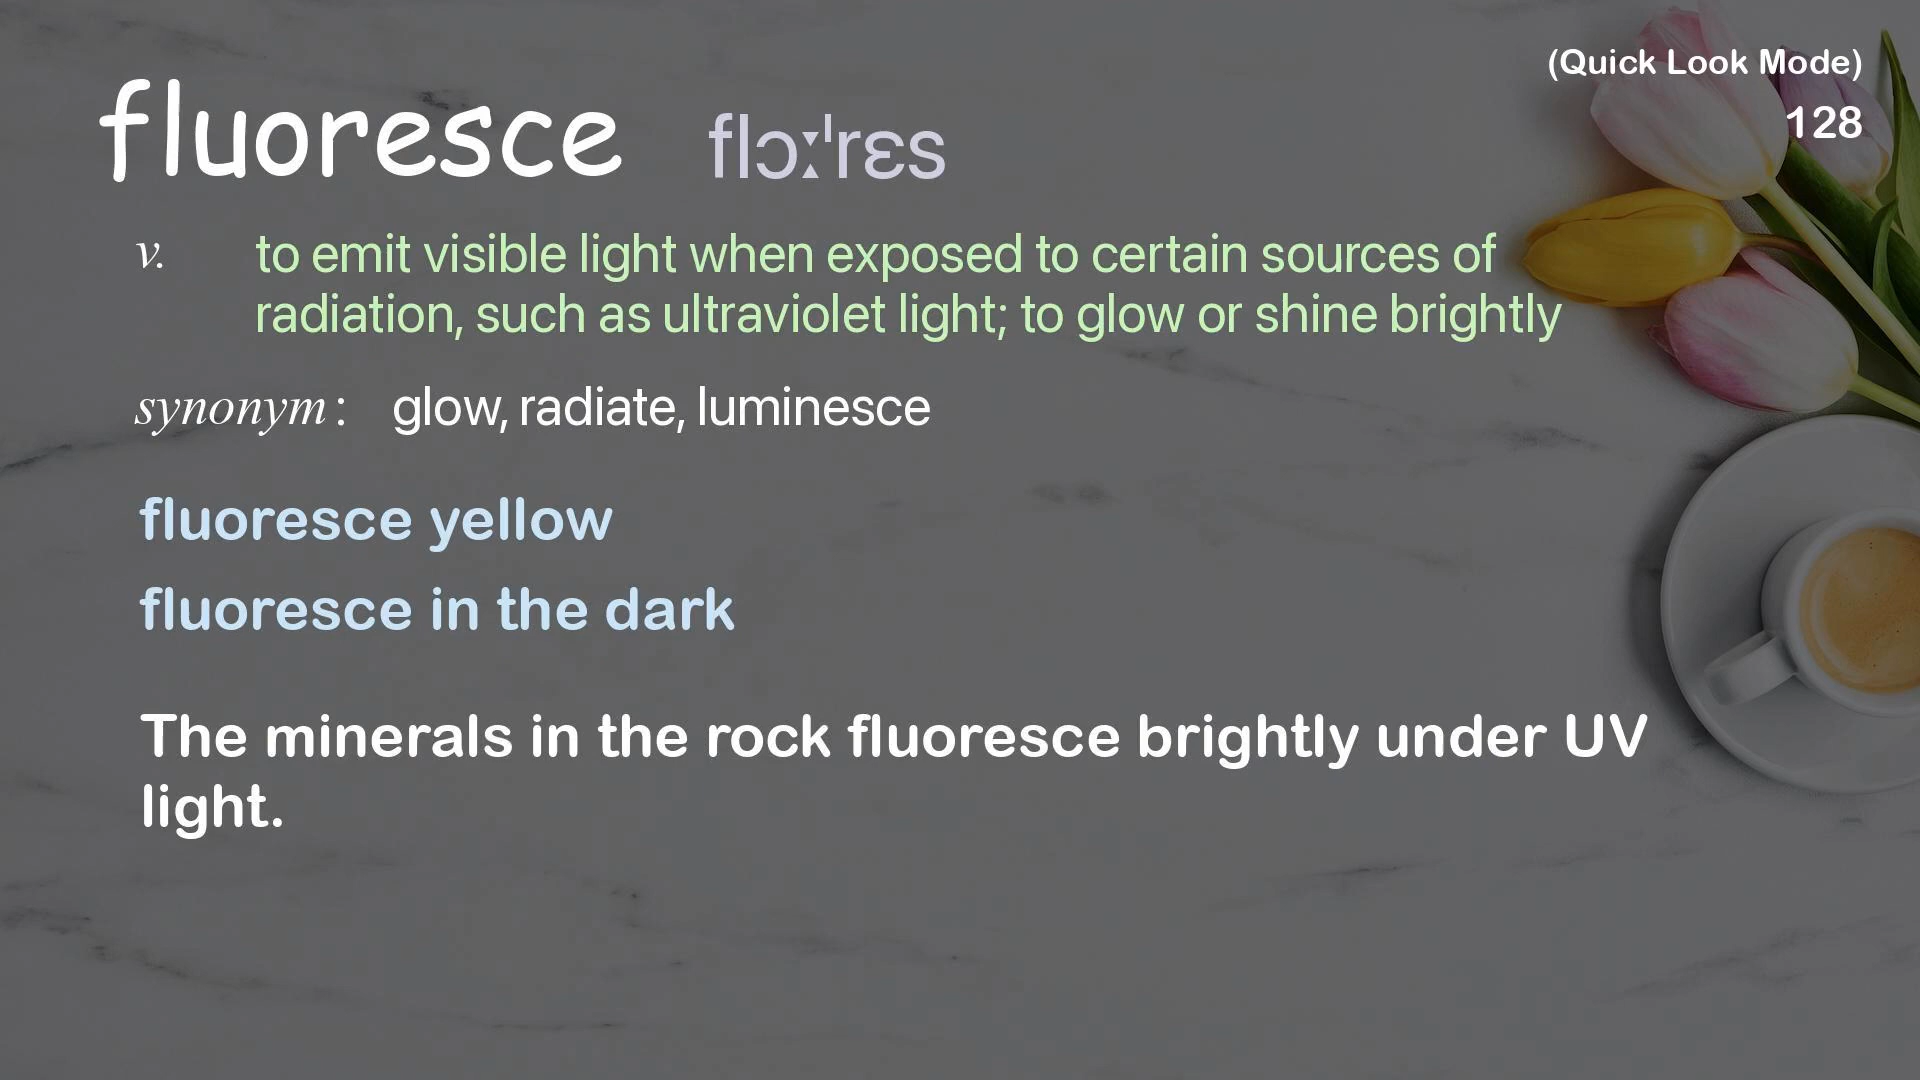 (Quick Look Mode)
128
fluoresce flɔːˈrɛs
v. to emit visible light when exposed to certain sources of
radiation, such as ultraviolet light; to glow or shine brightly
synonym: glow, radiate, luminesce
fluoresce yellow
fluoresce in the dark
The minerals in the rock fluoresce brightly under UV
light.